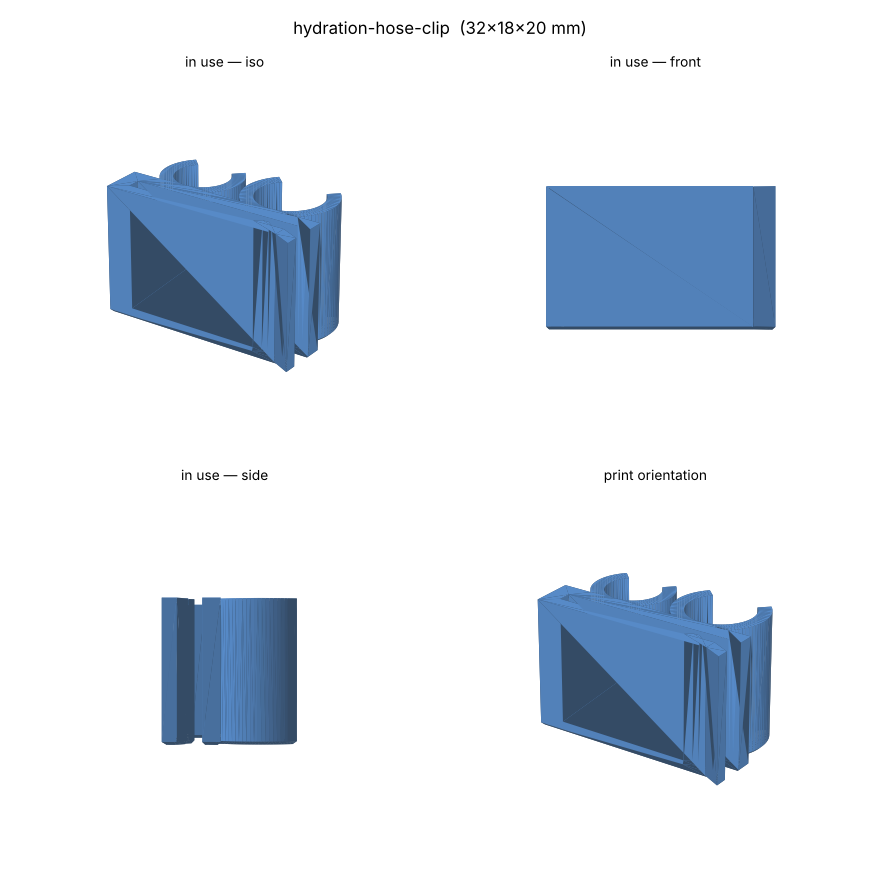 hydration-hose-clip  (32×18×20 mm)
in use — iso
in use — front
in use — side
print orientation